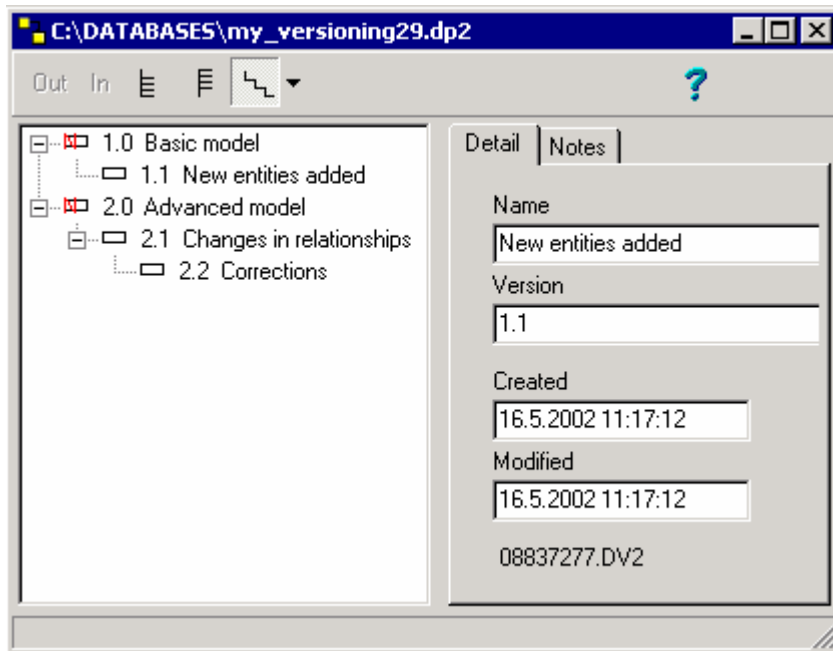 C:\DATABASES\my_versioning29.dp2
Out In
?
1.0 Basic model
1.1 New entities added
2.0 Advanced model
2.1 Changes in relationships
2.2 Corrections
Detail Notes
Name
New entities added
Version
1.1
Created
16.5.2002 11:17:12
Modified
16.5.2002 11:17:12
08837277.DV2